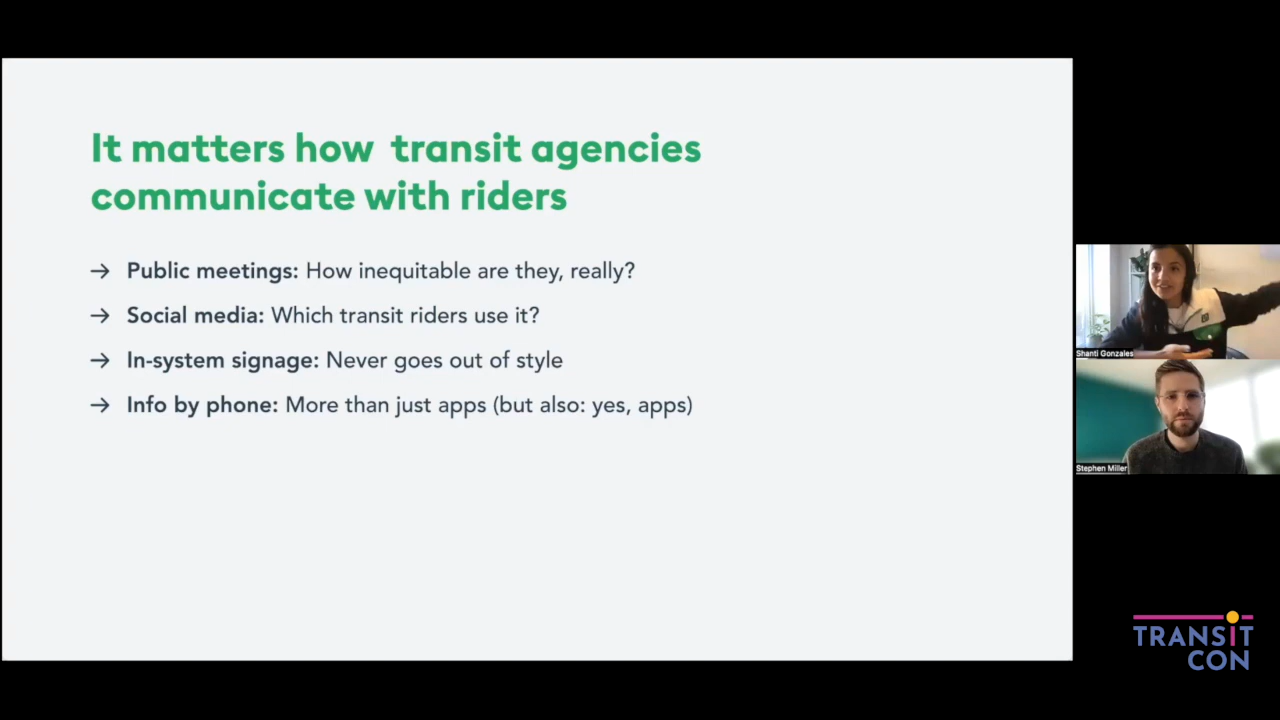 It matters how transit agencies
communicate with riders
→ Public meetings: How inequitable are they, really?
→ Social media: Which transit riders use it?
→ In-system signage: Never goes out of style
→ Info by phone: More than just apps (but also: yes, apps)
Shanti Gonzales
Stephen Miller
TRANSIT
CON